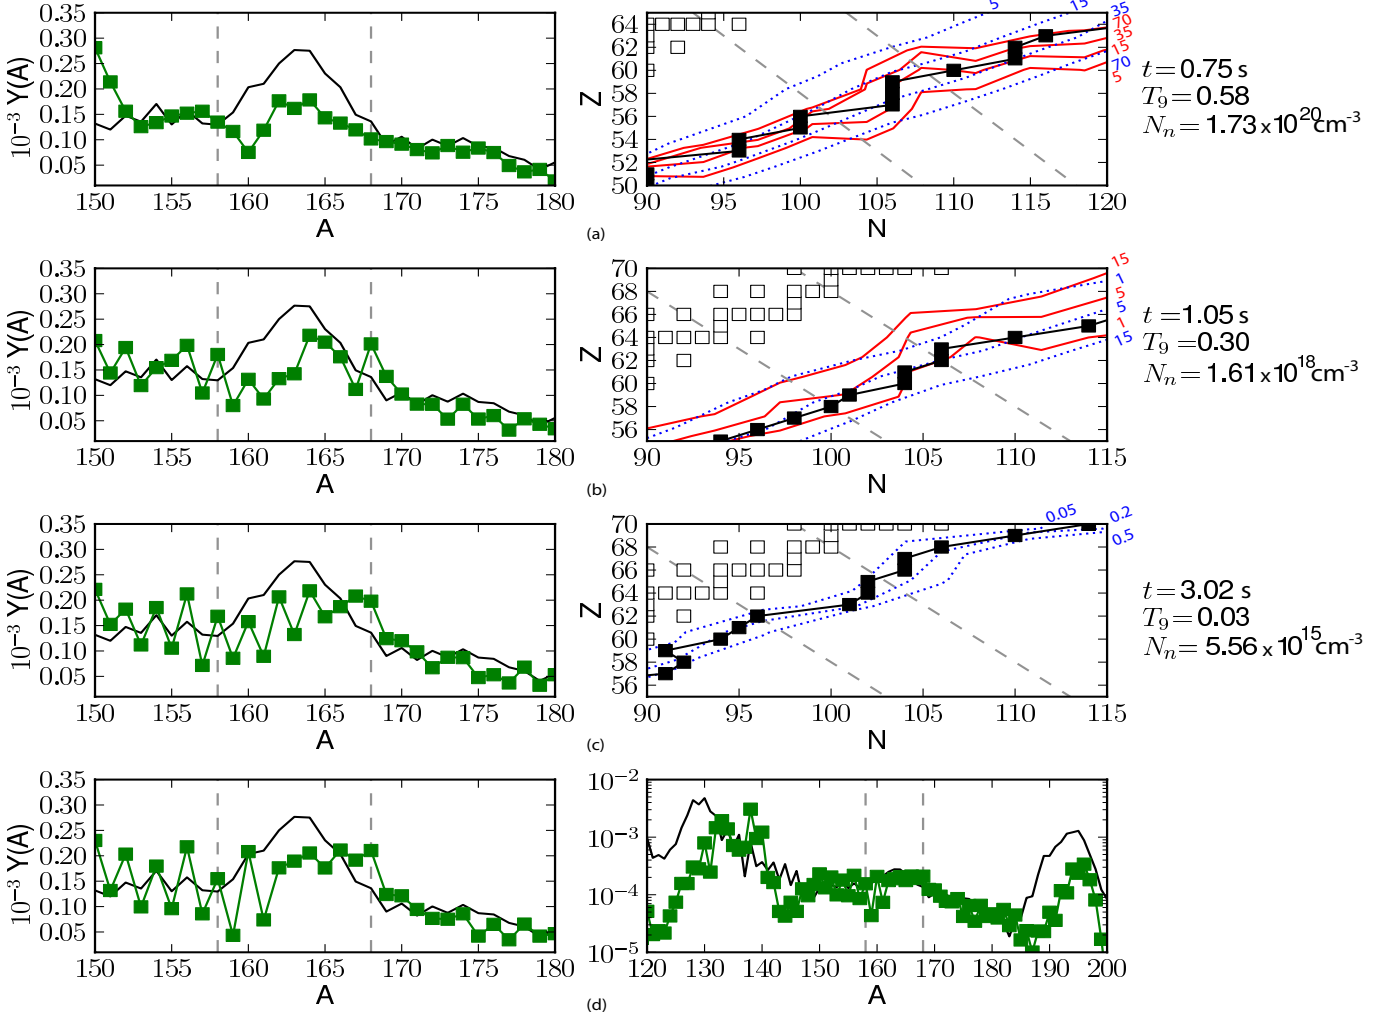 10⁻³ Y(A)
0.35
0.30
0.25
0.20
0.15
0.10
0.05
150 155 160 165 170 175 180
A
Z
64
62
60
58
56
54
52
50
90 95 100 105 110 115 120
N
5 15 35
70
35
15
70
5
t = 0.75 s
T₉ = 0.58
Nₙ = 1.73 x 10²⁰ cm⁻³
(a)
10⁻³ Y(A)
0.35
0.30
0.25
0.20
0.15
0.10
0.05
150 155 160 165 170 175 180
A
Z
70
68
66
64
62
60
58
56
90 95 100 105 110 115
N
15
1
5
5
1
15
t = 1.05 s
T₉ = 0.30
Nₙ = 1.61 x 10¹⁸ cm⁻³
(b)
10⁻³ Y(A)
0.35
0.30
0.25
0.20
0.15
0.10
0.05
150 155 160 165 170 175 180
A
Z
70
68
66
64
62
60
58
56
90 95 100 105 110 115
N
0.05 0.2
0.5
t = 3.02 s
T₉ = 0.03
Nₙ = 5.56 x 10¹⁵ cm⁻³
(c)
10⁻³ Y(A)
0.35
0.30
0.25
0.20
0.15
0.10
0.05
150 155 160 165 170 175 180
A
10⁻²
10⁻³
10⁻⁴
10⁻⁵
120 130 140 150 160 170 180 190 200
A
(d)